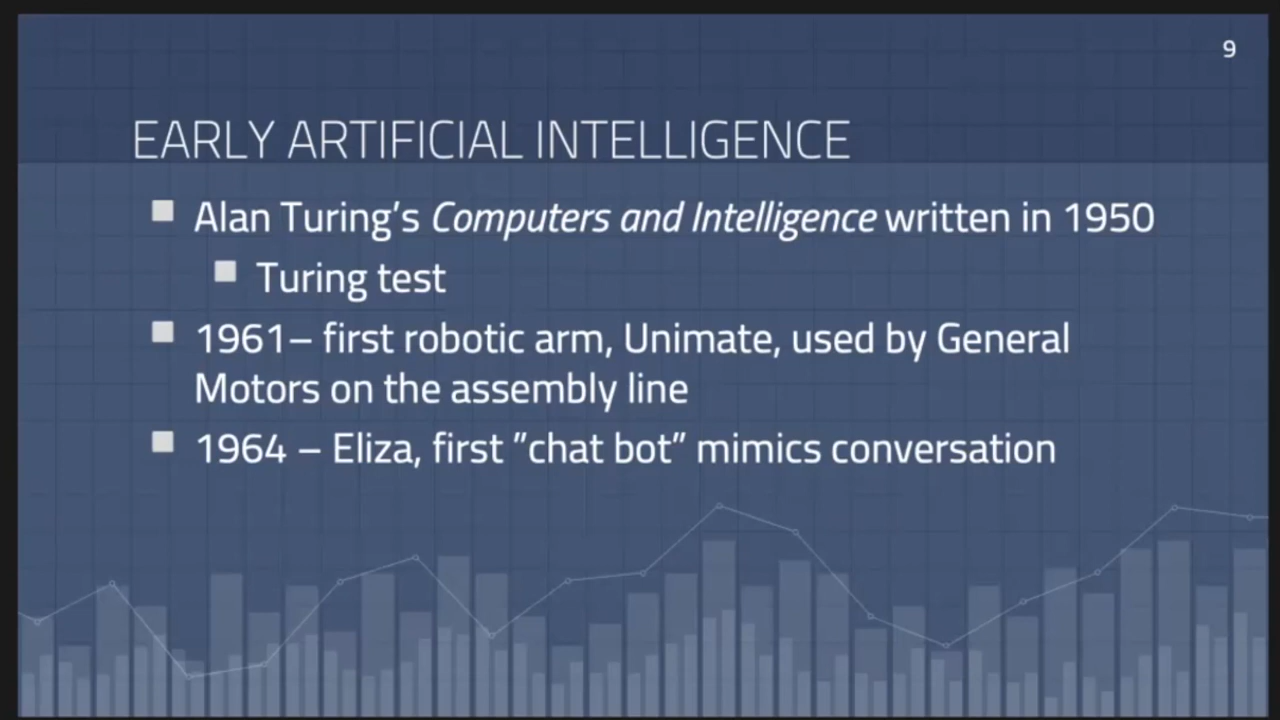 9
EARLY ARTIFICIAL INTELLIGENCE
Alan Turing’s Computers and Intelligence written in 1950
Turing test
1961– first robotic arm, Unimate, used by General
Motors on the assembly line
1964 – Eliza, first ”chat bot” mimics conversation